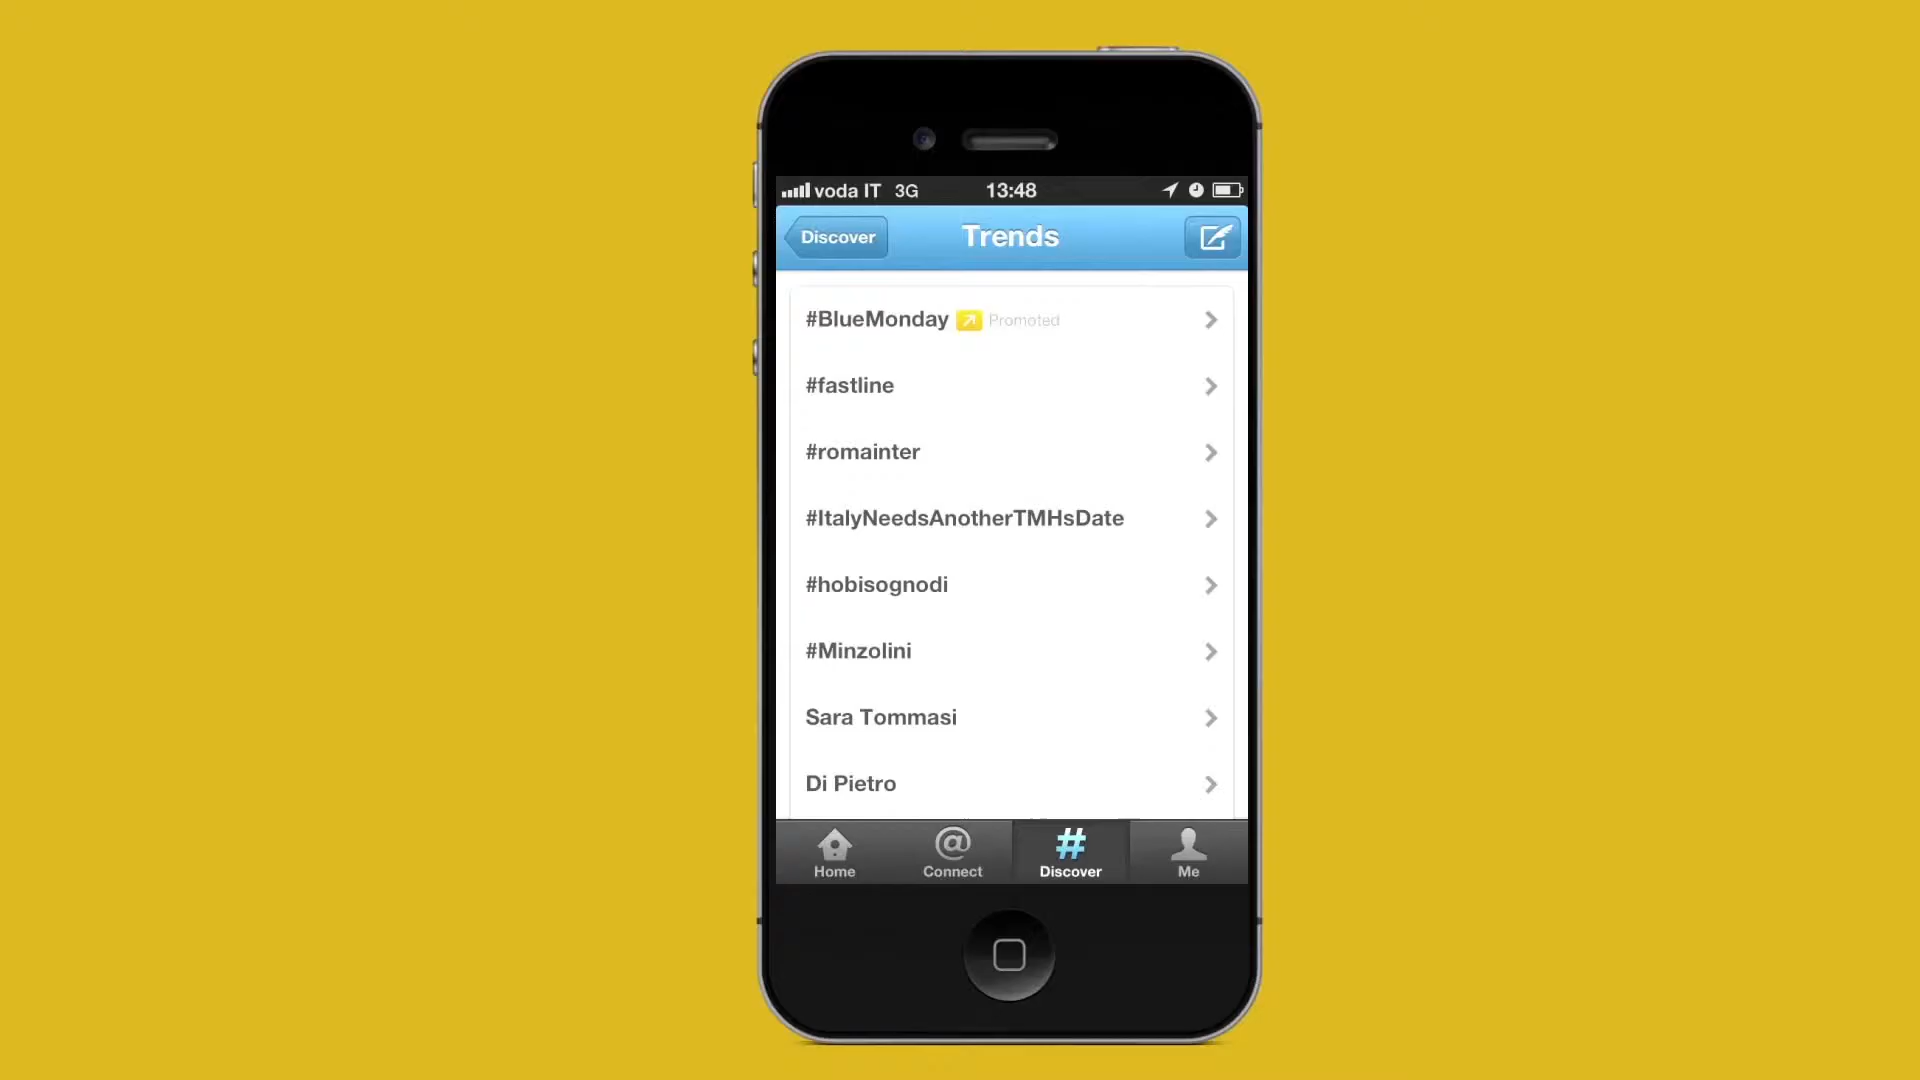 voda IT 3G 13:48
Discover Trends
#BlueMonday Promoted
#fastline
#romainter
#ItalyNeedsAnotherTMHsDate
#hobisognodi
#Minzolini
Sara Tommasi
Di Pietro
Home @ Connect # Discover Me